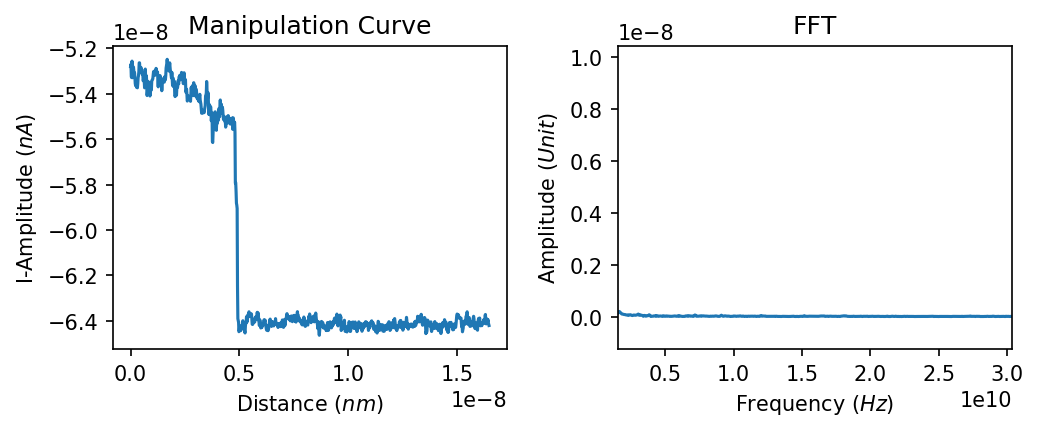 Manipulation Curve
1e−8
−5.2
−5.4
−5.6
−5.8
−6.0
−6.2
−6.4
I-Amplitude (nA)
0.0 0.5 1.0 1.5
Distance (nm)
1e−8
FFT
1e−8
1.0
0.8
0.6
0.4
0.2
0.0
Amplitude (Unit)
0.5 1.0 1.5 2.0 2.5 3.0
Frequency (Hz)
1e10